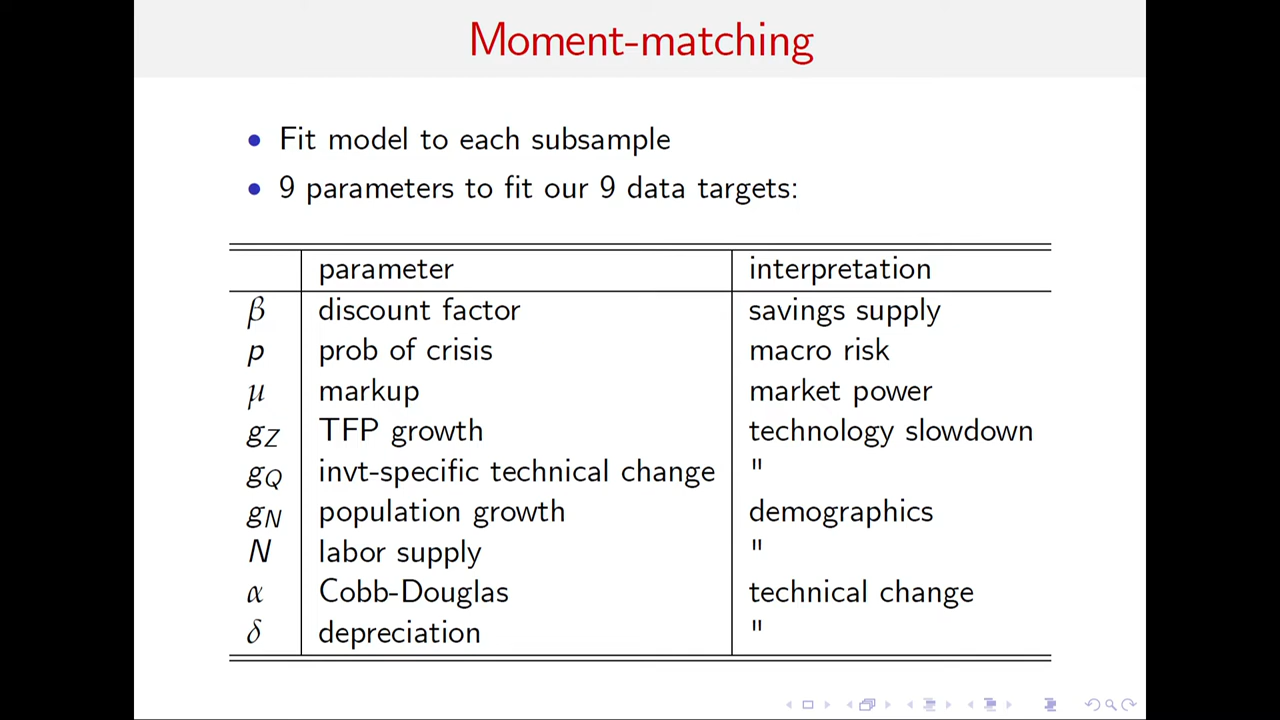 Moment-matching
• Fit model to each subsample
• 9 parameters to fit our 9 data targets:
parameter interpretation
β discount factor savings supply
p prob of crisis macro risk
μ markup market power
g_Z TFP growth technology slowdown
g_Q invt-specific technical change "
g_N population growth demographics
N labor supply "
α Cobb-Douglas technical change
δ depreciation "